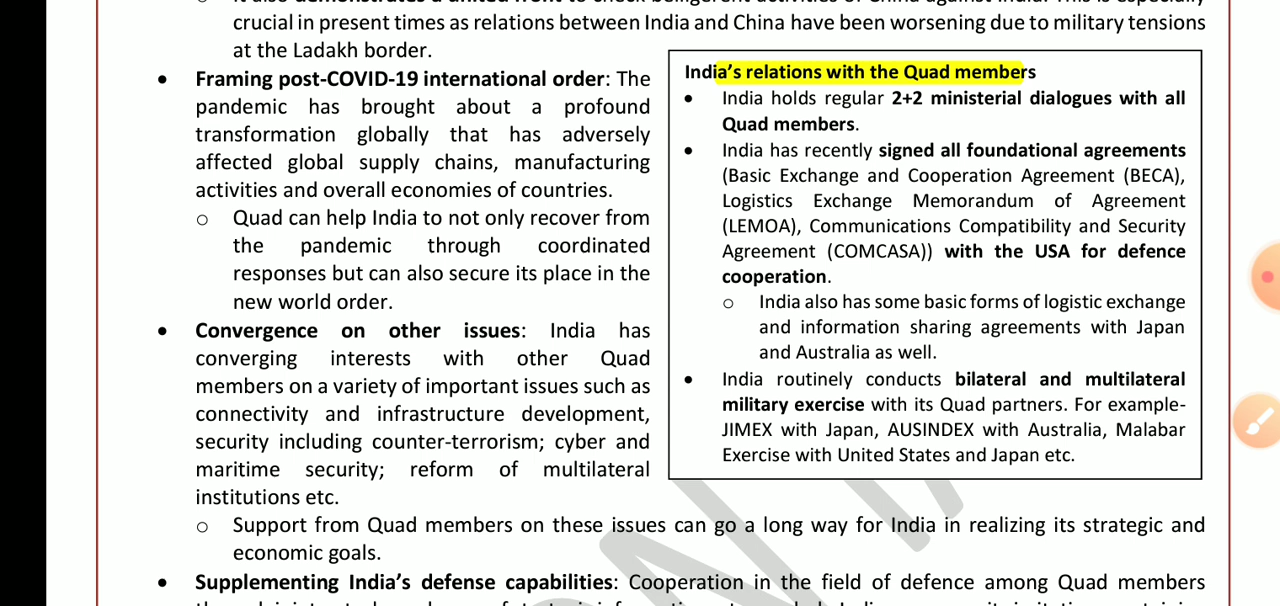 crucial in present times as relations between India and China have been worsening due to military tensions
at the Ladakh border.
• Framing post-COVID-19 international order: The
pandemic has brought about a profound
transformation globally that has adversely
affected global supply chains, manufacturing
activities and overall economies of countries.
o Quad can help India to not only recover from
the pandemic through coordinated
responses but can also secure its place in the
new world order.
• Convergence on other issues: India has
converging interests with other Quad
members on a variety of important issues such as
connectivity and infrastructure development,
security including counter-terrorism; cyber and
maritime security; reform of multilateral
institutions etc.
o Support from Quad members on these issues can go a long way for India in realizing its strategic and
economic goals.
• Supplementing India's defense capabilities: Cooperation in the field of defence among Quad members
India's relations with the Quad members
• India holds regular 2+2 ministerial dialogues with all
Quad members.
• India has recently signed all foundational agreements
(Basic Exchange and Cooperation Agreement (BECA),
Logistics Exchange Memorandum of Agreement
(LEMOA), Communications Compatibility and Security
Agreement (COMCASA)) with the USA for defence
cooperation.
o India also has some basic forms of logistic exchange
and information sharing agreements with Japan
and Australia as well.
• India routinely conducts bilateral and multilateral
military exercise with its Quad partners. For example-
JIMEX with Japan, AUSINDEX with Australia, Malabar
Exercise with United States and Japan etc.